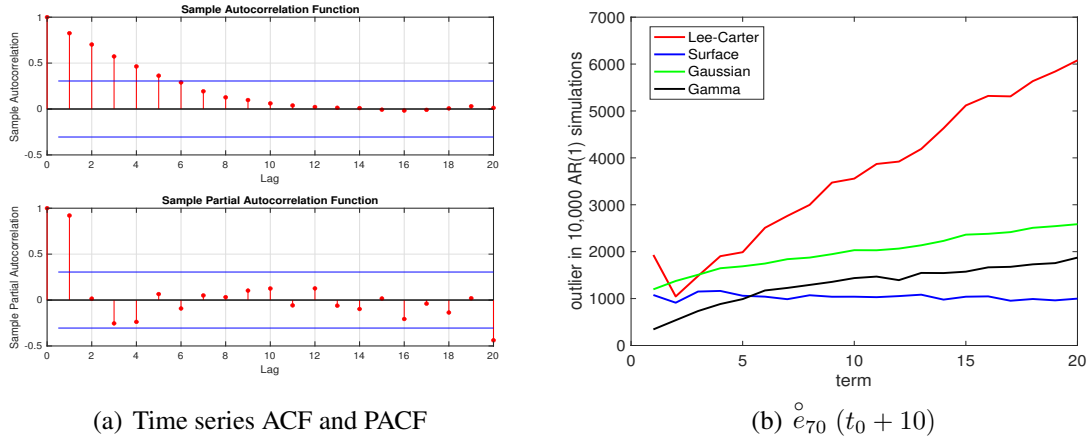 Sample Autocorrelation Function
Sample Autocorrelation
1
0.5
0
-0.5
0 2 4 6 8 10 12 14 16 18 20
Lag
Sample Partial Autocorrelation Function
Sample Partial Autocorrelation
1
0.5
0
-0.5
0 2 4 6 8 10 12 14 16 18 20
Lag
(a) Time series ACF and PACF
outlier in 10,000 AR(1) simulations
7000
6000
5000
4000
3000
2000
1000
0
Lee-Carter
Surface
Gaussian
Gamma
0 5 10 15 20
term
(b) e̊₇₀ (t₀ + 10)